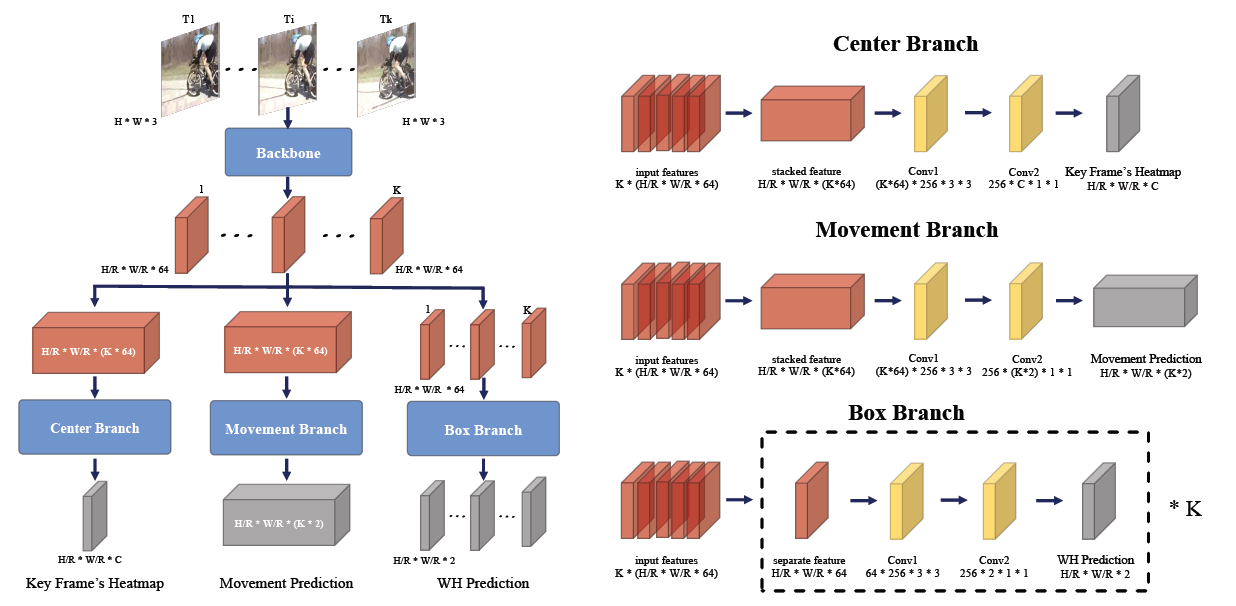 T1
Ti
Tk
H * W * 3
H * W * 3
Backbone
1
K
H/R * W/R * 64
H/R * W/R * 64
1
K
H/R * W/R * (K * 64)
H/R * W/R * (K * 64)
H/R * W/R * 64
Center Branch
Movement Branch
Box Branch
H/R * W/R * (K * 2)
H/R * W/R * C
H/R * W/R * 2
Key Frame's Heatmap
Movement Prediction
WH Prediction
Center Branch
input features
K * (H/R * W/R * 64)
stacked feature
H/R * W/R * (K*64)
Conv1
(K*64) * 256 * 3 * 3
Conv2
256 * C * 1 * 1
Key Frame's Heatmap
H/R * W/R * C
Movement Branch
input features
K * (H/R * W/R * 64)
stacked feature
H/R * W/R * (K*64)
Conv1
(K*64) * 256 * 3 * 3
Conv2
256 * (K*2) * 1 * 1
Movement Prediction
H/R * W/R * (K*2)
Box Branch
input features
K * (H/R * W/R * 64)
separate feature
H/R * W/R * 64
Conv1
64 * 256 * 3 * 3
Conv2
256 * 2 * 1 * 1
WH Prediction
H/R * W/R * 2
* K